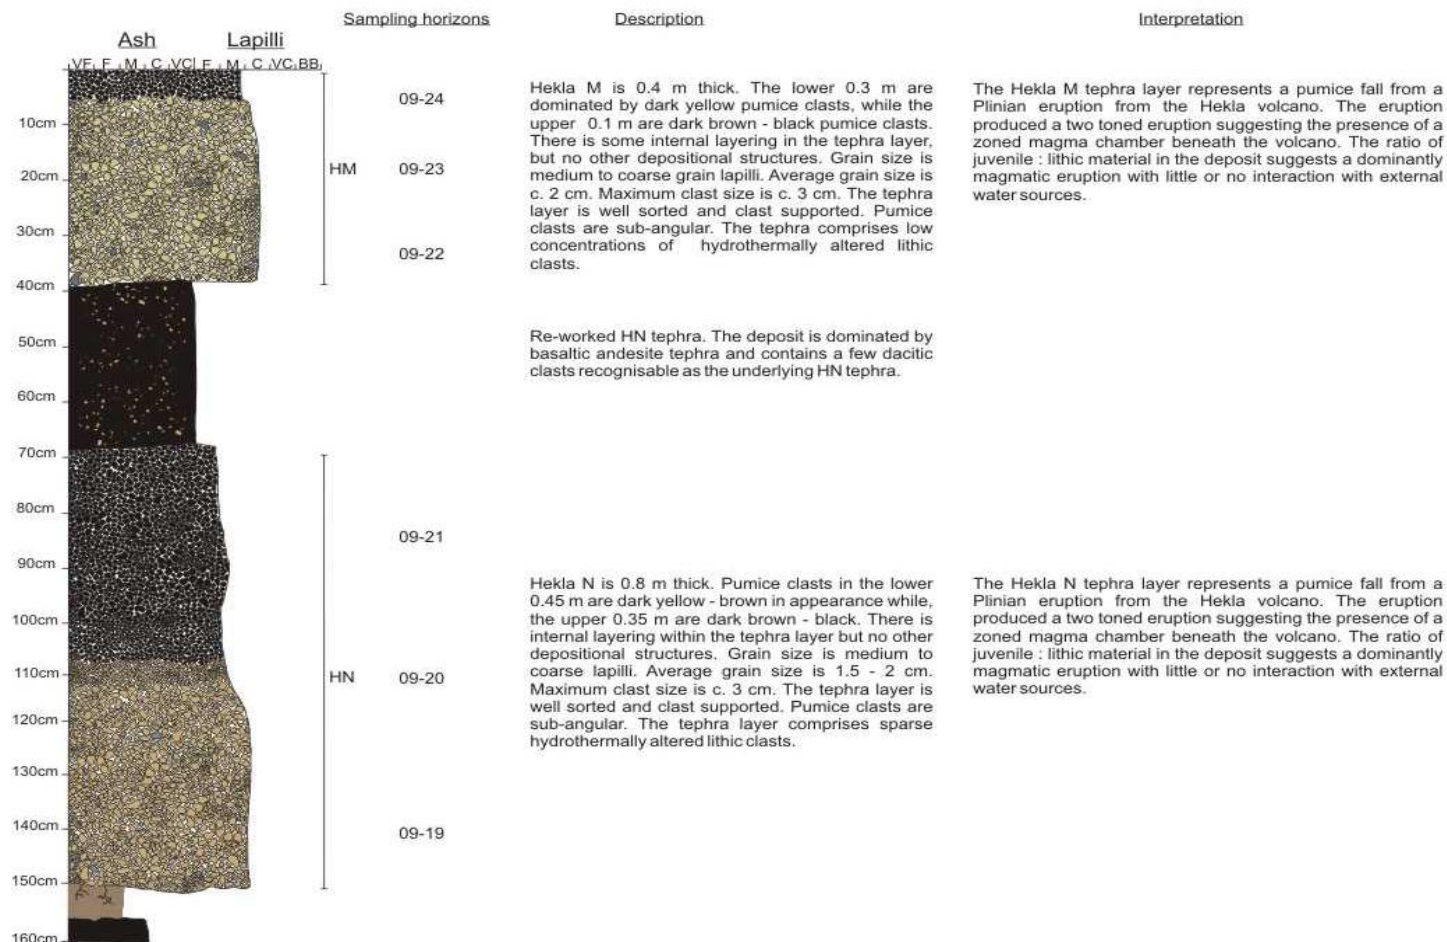 Sampling horizons Description Interpretation
Ash Lapilli
VF F M C VC F M C VC BB
Hekla M is 0.4 m thick. The lower 0.3 m are
dominated by dark yellow pumice clasts, while the
upper 0.1 m are dark brown - black pumice clasts.
There is some internal layering in the tephra layer,
but no other depositional structures. Grain size is
medium to coarse grain lapilli. Average grain size is
c. 2 cm. Maximum clast size is c. 3 cm. The tephra
layer is well sorted and clast supported. Pumice
clasts are sub-angular. The tephra comprises low
concentrations of hydrothermally altered lithic
clasts.
The Hekla M tephra layer represents a pumice fall from a
Plinian eruption from the Hekla volcano. The eruption
produced a two toned eruption suggesting the presence of a
zoned magma chamber beneath the volcano. The ratio of
juvenile : lithic material in the deposit suggests a dominantly
magmatic eruption with little or no interaction with external
water sources.
09-24
10cm
HM 09-23
20cm
30cm
09-22
40cm
Re-worked HN tephra. The deposit is dominated by
basaltic andesite tephra and contains a few dacitic
clasts recognisable as the underlying HN tephra.
50cm
60cm
70cm
80cm
09-21
90cm
Hekla N is 0.8 m thick. Pumice clasts in the lower
0.45 m are dark yellow - brown in appearance while,
the upper 0.35 m are dark brown - black. There is
internal layering within the tephra layer but no other
depositional structures. Grain size is medium to
coarse lapilli. Average grain size is 1.5 - 2 cm.
Maximum clast size is c. 3 cm. The tephra layer is
well sorted and clast supported. Pumice clasts are
sub-angular. The tephra layer comprises sparse
hydrothermally altered lithic clasts.
The Hekla N tephra layer represents a pumice fall from a
Plinian eruption from the Hekla volcano. The eruption
produced a two toned eruption suggesting the presence of a
zoned magma chamber beneath the volcano. The ratio of
juvenile : lithic material in the deposit suggests a dominantly
magmatic eruption with little or no interaction with external
water sources.
100cm
110cm
HN 09-20
120cm
130cm
140cm
09-19
150cm
160cm